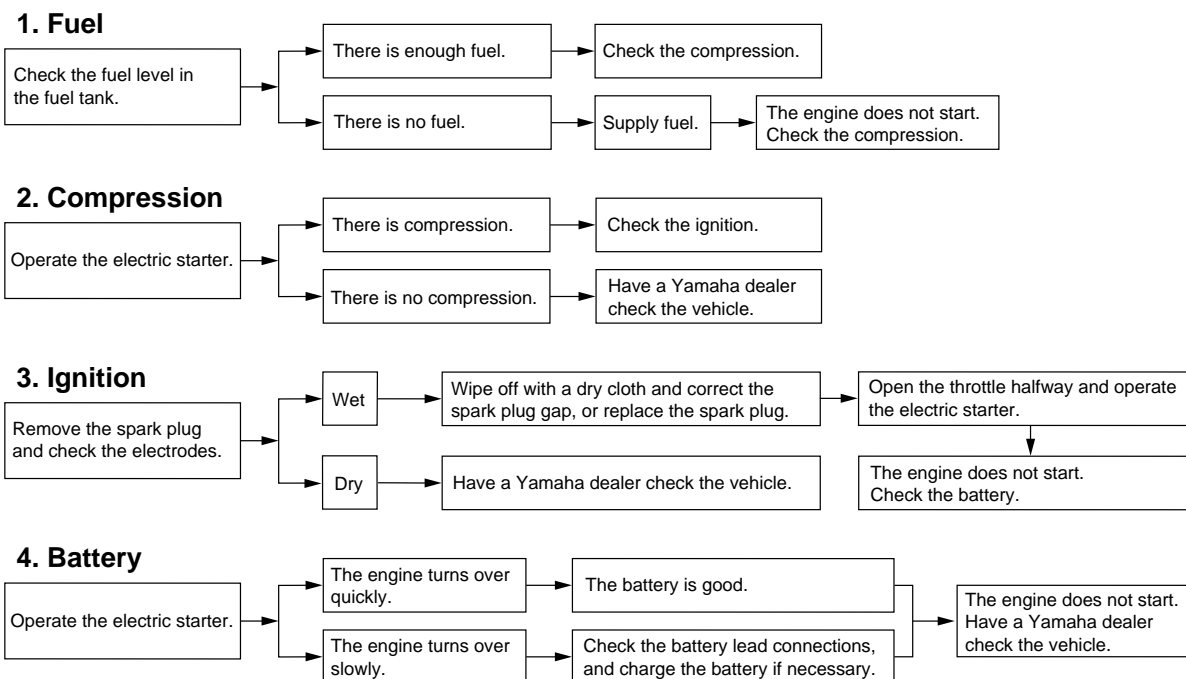 1. Fuel
Check the fuel level in
the fuel tank.
There is enough fuel.
Check the compression.
There is no fuel.
Supply fuel.
The engine does not start.
Check the compression.
2. Compression
Operate the electric starter.
There is compression.
Check the ignition.
There is no compression.
Have a Yamaha dealer
check the vehicle.
3. Ignition
Remove the spark plug
and check the electrodes.
Wet
Wipe off with a dry cloth and correct the
spark plug gap, or replace the spark plug.
Open the throttle halfway and operate
the electric starter.
Dry
Have a Yamaha dealer check the vehicle.
The engine does not start.
Check the battery.
4. Battery
Operate the electric starter.
The engine turns over
quickly.
The battery is good.
The engine turns over
slowly.
Check the battery lead connections,
and charge the battery if necessary.
The engine does not start.
Have a Yamaha dealer
check the vehicle.